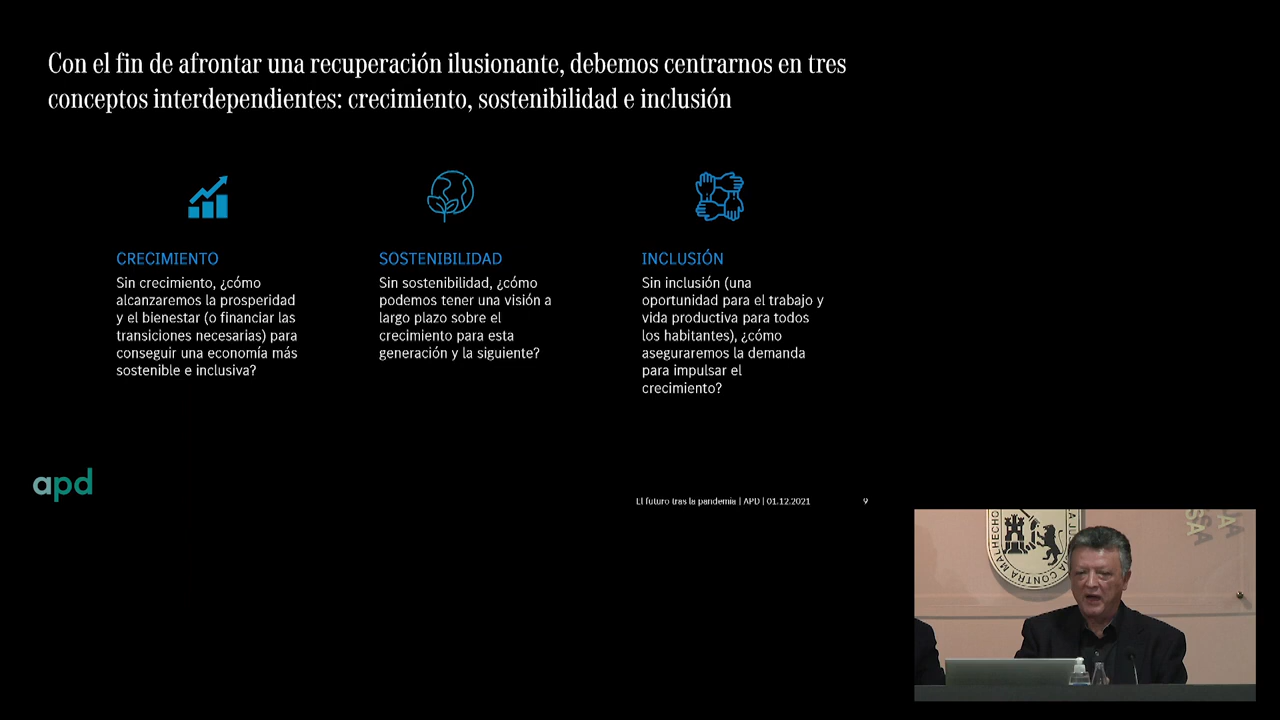 Con el fin de afrontar una recuperación ilusionante, debemos centrarnos en tres
conceptos interdependientes: crecimiento, sostenibilidad e inclusión
CRECIMIENTO
Sin crecimiento, ¿cómo
alcanzaremos la prosperidad
y el bienestar (o financiar las
transiciones necesarias) para
conseguir una economía más
sostenible e inclusiva?
SOSTENIBILIDAD
Sin sostenibilidad, ¿cómo
podemos tener una visión a
largo plazo sobre el
crecimiento para esta
generación y la siguiente?
INCLUSIÓN
Sin inclusión (una
oportunidad para el trabajo y
vida productiva para todos
los habitantes), ¿cómo
aseguraremos la demanda
para impulsar el
crecimiento?
apd
El futuro tras la pandemia | APD | 01.12.2021
9
CONTRA MALHECHO